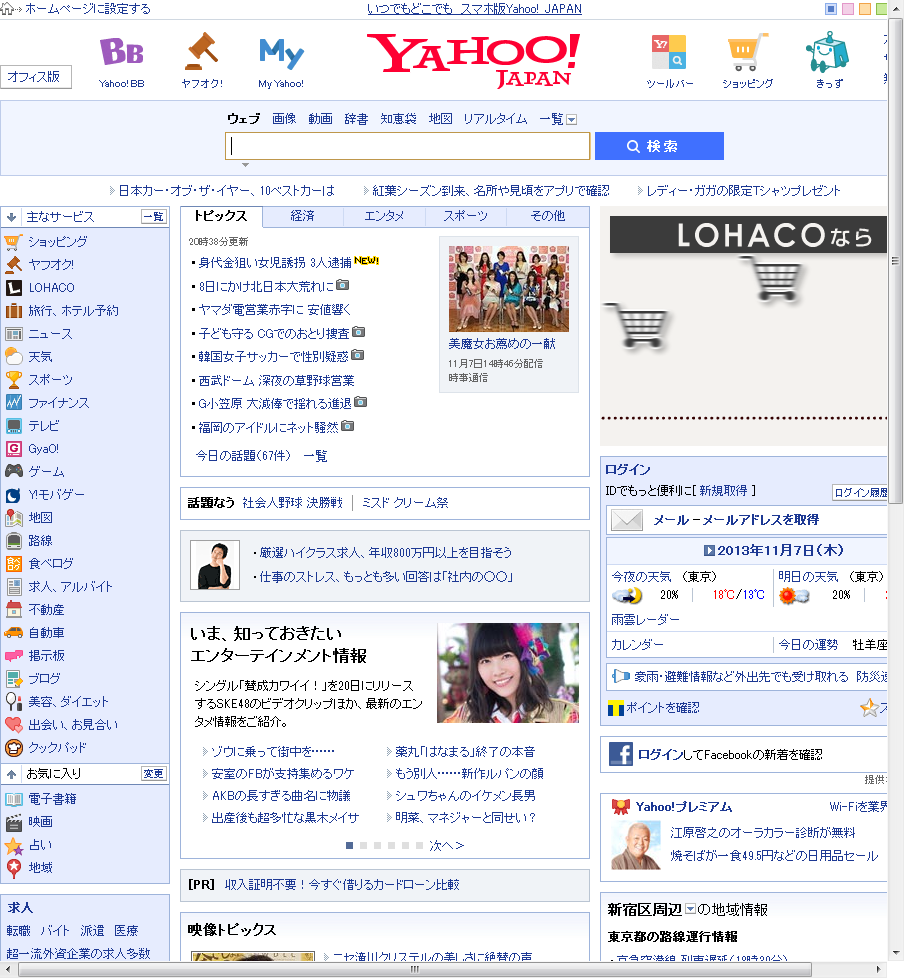 ホームページに設定する
いつでもどこでも スマホ版Yahoo! JAPAN
オフィス版
BB
Yahoo! BB
ヤフオク!
My
My Yahoo!
YAHOO!
JAPAN
ツールバー
ショッピング
きっず
ウェブ 画像 動画 辞書 知恵袋 地図 リアルタイム 一覧
検索
日本カー・オブ・ザ・イヤー、10ベストカーは
紅葉シーズン到来、名所や見頃をアプリで確認
レディー・ガガの限定Tシャツプレゼント
主なサービス 一覧
ショッピング
ヤフオク!
LOHACO
旅行、ホテル予約
ニュース
天気
スポーツ
ファイナンス
テレビ
GyaO!
ゲーム
Y!モバゲー
地図
路線
食べログ
求人、アルバイト
不動産
自動車
掲示板
ブログ
美容、ダイエット
出会い、お見合い
クックパッド
お気に入り 変更
電子書籍
映画
占い
地域
求人
転職 バイト 派遣 医療
超一流外資企業の求人多数
トピックス 経済 エンタメ スポーツ その他
20時38分更新
・身代金狙い女児誘拐 3人逮捕 NEW!
・8日にかけ北日本大荒れに
・ヤマダ電営業赤字に 安値響く
・子ども守る CGでのおとり捜査
・韓国女子サッカーで性別疑惑
・西武ドーム 深夜の草野球営業
・G小笠原 大減俸で揺れる進退
・福岡のアイドルにネット騒然
今日の話題(67件) 一覧
美魔女お薦めの一献
11月7日14時46分配信
時事通信
話題なう 社会人野球 決勝戦 | ミスド クリーム祭
・厳選ハイクラス求人、年収800万円以上を目指そう
・仕事のストレス、もっとも多い回答は「社内の○○」
いま、知っておきたい
エンターテインメント情報
シングル「賛成カワイイ!」を20日にリリース
するSKE48のビデオクリップほか、最新のエン
タメ情報をご紹介。
ゾウに乗って街中を……
安室のFBが支持集めるワケ
AKBの長すぎる曲名に物議
出産後も超多忙な黒木メイサ
薬丸「はなまる」終了の本音
もう別人……新作ルパンの顔
シュワちゃんのイケメン長男
明菜、マネジャーと同せい?
次へ>
[PR] 収入証明不要!今すぐ借りるカードローン比較
映像トピックス
ニセ滝川クリステルの美しさに絶賛の声
LOHACOなら
ログイン
IDでもっと便利に[ 新規取得 ]
ログイン履歴
メール - メールアドレスを取得
2013年11月7日(木)
今夜の天気 (東京)
20% 18℃/13℃
明日の天気 (東京)
20%
雨雲レーダー
カレンダー
今日の運勢 牡羊座
豪雨・避難情報など外出先でも受け取れる 防災
ポイントを確認
ログインしてFacebookの新着を確認
提供
Yahoo!プレミアム
Wi-Fiを業界
江原啓之のオーラカラー診断が無料
焼そばが一食49.5円などの日用品セール
新宿区周辺の地域情報
東京都の路線運行情報